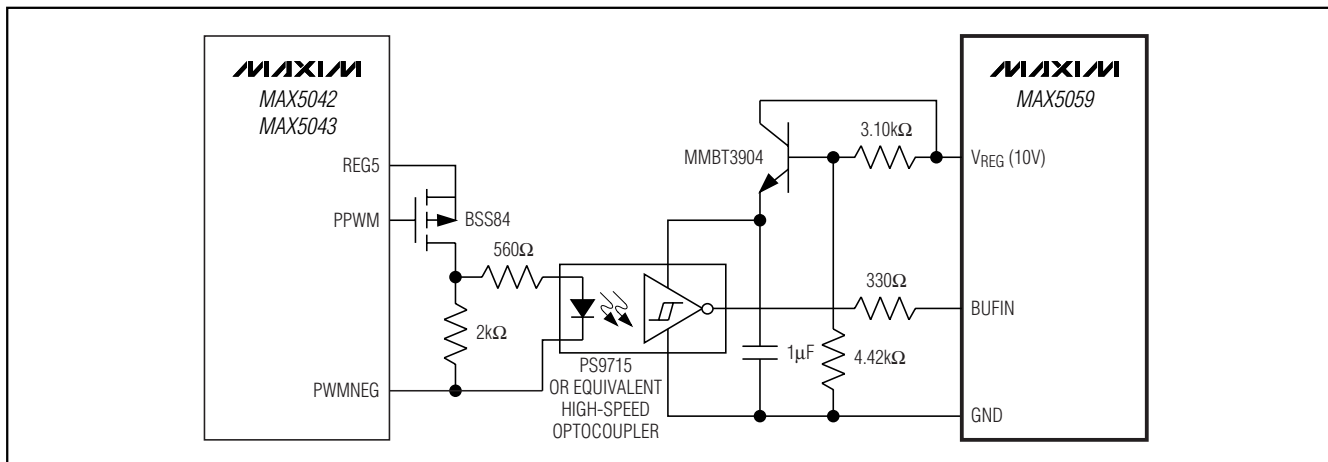 MAXIM
MAX5042
MAX5043
REG5
PPWM
PWMNEG
BSS84
560Ω
2kΩ
PS9715
OR EQUIVALENT
HIGH-SPEED
OPTOCOUPLER
MMBT3904
3.10kΩ
330Ω
1µF
4.42kΩ
MAXIM
MAX5059
VREG (10V)
BUFIN
GND